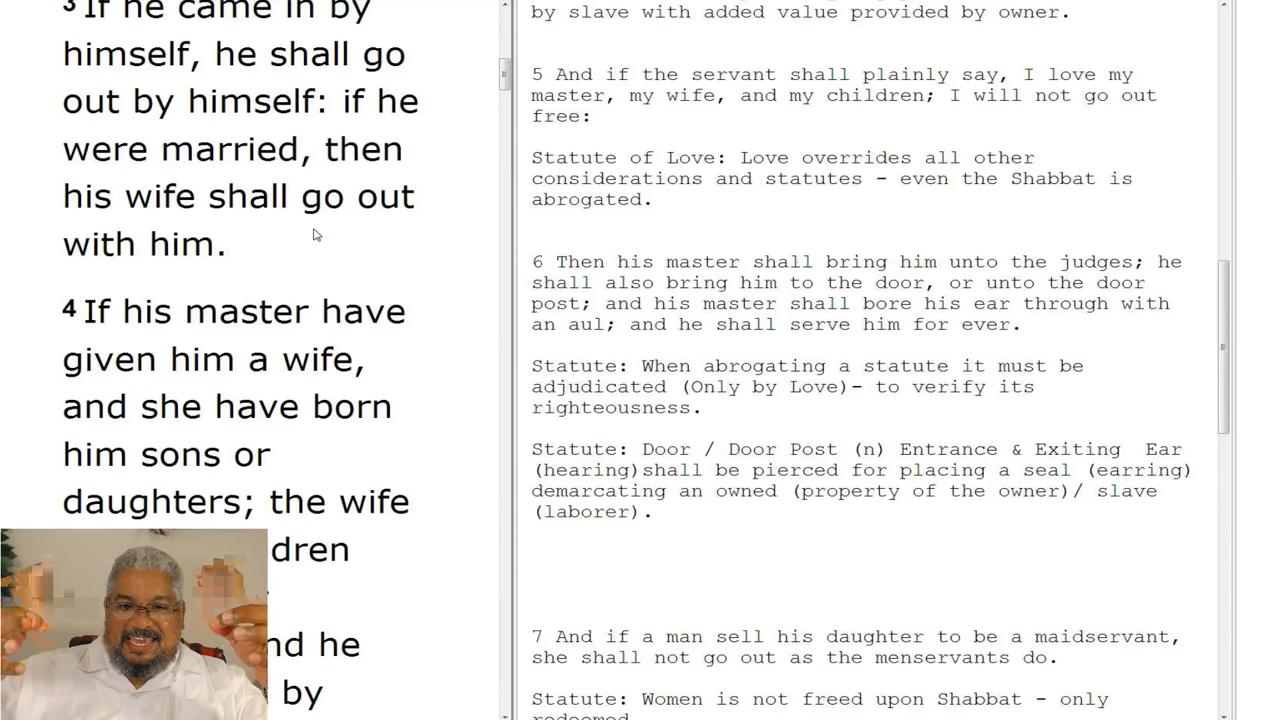 3 If he came in by
himself, he shall go
out by himself: if he
were married, then
his wife shall go out
with him.
4 If his master have
given him a wife,
and she have born
him sons or
daughters; the wife
dren
nd he
by
by slave with added value provided by owner.
5 And if the servant shall plainly say, I love my
master, my wife, and my children; I will not go out
free:
Statute of Love: Love overrides all other
considerations and statutes - even the Shabbat is
abrogated.
6 Then his master shall bring him unto the judges; he
shall also bring him to the door, or unto the door
post; and his master shall bore his ear through with
an aul; and he shall serve him for ever.
Statute: When abrogating a statute it must be
adjudicated (Only by Love)- to verify its
righteousness.
Statute: Door / Door Post (n) Entrance & Exiting  Ear
(hearing)shall be pierced for placing a seal (earring)
demarcating an owned (property of the owner)/ slave
(laborer).
7 And if a man sell his daughter to be a maidservant,
she shall not go out as the menservants do.
Statute: Women is not freed upon Shabbat - only
redeemed